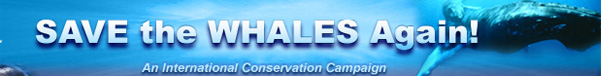 SAVE the WHALES Again!
An International Conservation Campaign